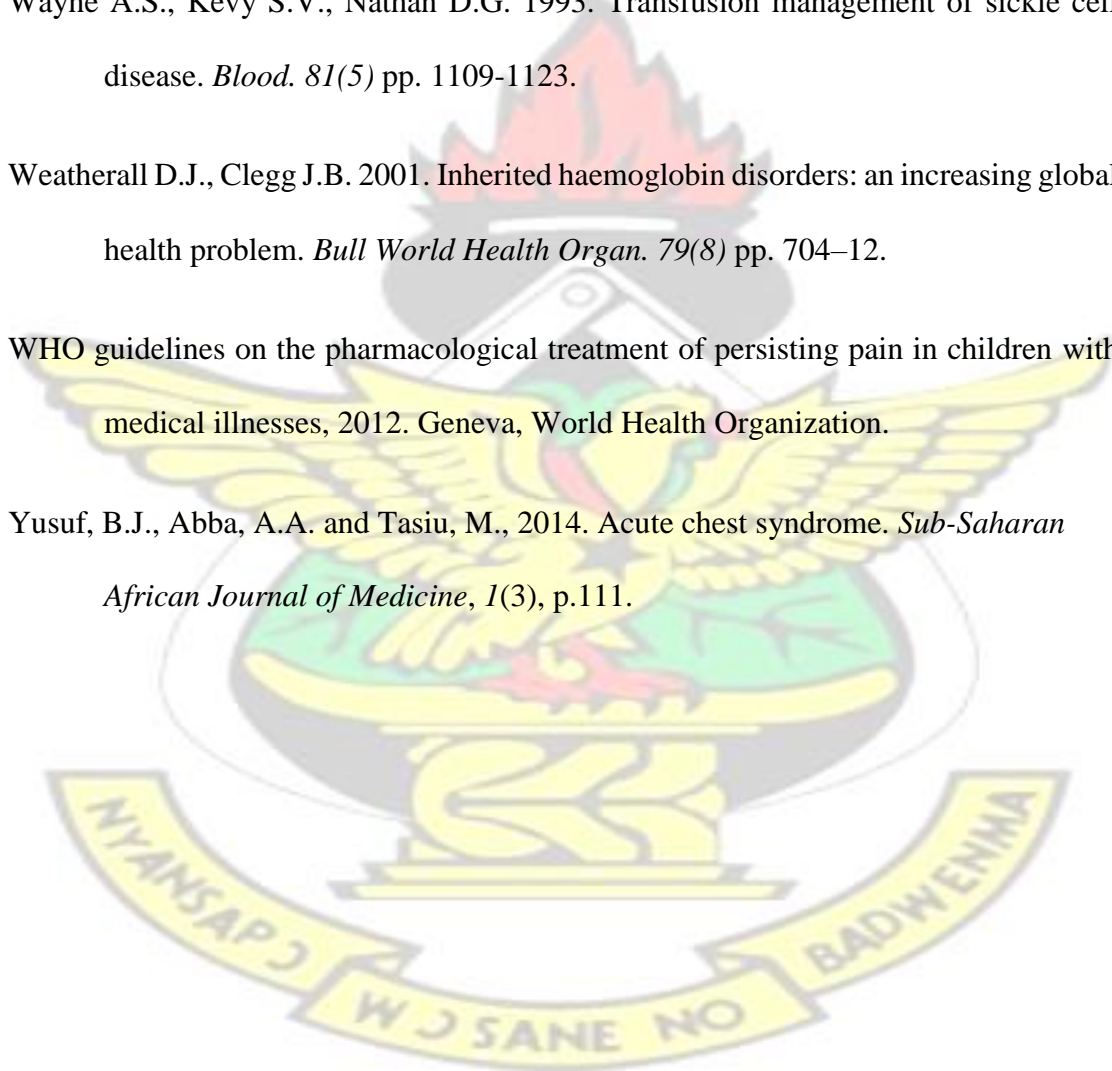 Wayne A.S., Kevy S.V., Nathan D.G. 1993. Transfusion management of sickle cell
disease. Blood. 81(5) pp. 1109-1123.
Weatherall D.J., Clegg J.B. 2001. Inherited haemoglobin disorders: an increasing global
health problem. Bull World Health Organ. 79(8) pp. 704–12.
WHO guidelines on the pharmacological treatment of persisting pain in children with
medical illnesses, 2012. Geneva, World Health Organization.
Yusuf, B.J., Abba, A.A. and Tasiu, M., 2014. Acute chest syndrome. Sub-Saharan
African Journal of Medicine, 1(3), p.111.
NYANSAPƆ
WƆSANE NO
BADWENMA